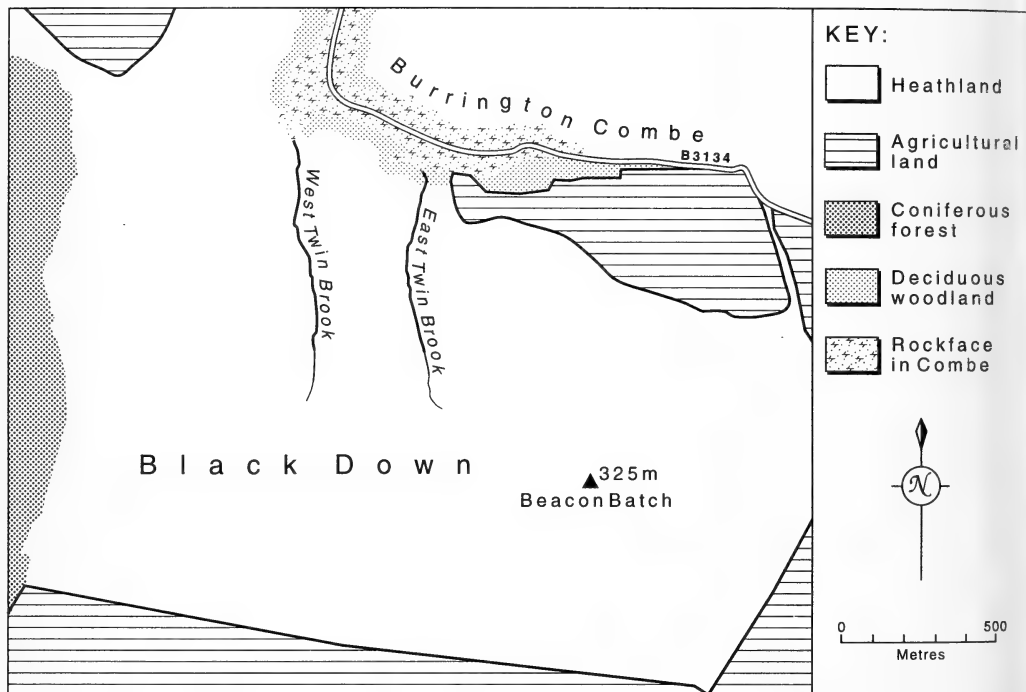 Burrington Combe
B3134
West Twin Brook
East Twin Brook
Black Down
325m
Beacon Batch
KEY:
Heathland
Agricultural
land
Coniferous
forest
Deciduous
woodland
Rockface
in Combe
N
0 500
Metres